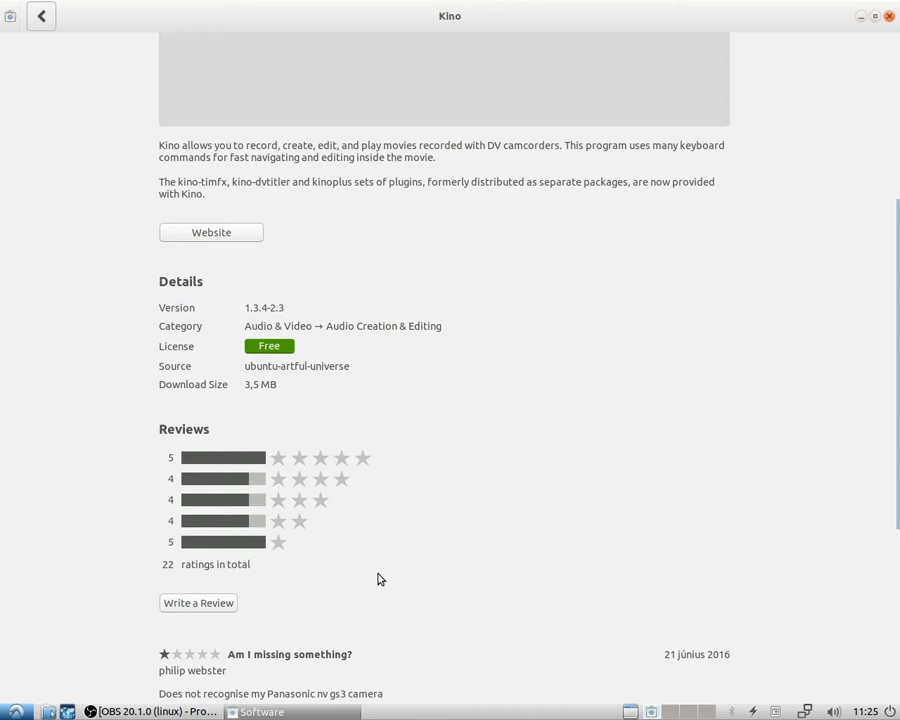 Kino
Kino allows you to record, create, edit, and play movies recorded with DV camcorders. This program uses many keyboard
commands for fast navigating and editing inside the movie.
The kino-timfx, kino-dvtitler and kinoplus sets of plugins, formerly distributed as separate packages, are now provided
with Kino.
Website
Details
Version 1.3.4-2.3
Category Audio & Video → Audio Creation & Editing
License Free
Source ubuntu-artful-universe
Download Size 3,5 MB
Reviews
5
4
4
4
5
22 ratings in total
Write a Review
Am I missing something? 21 június 2016
philip webster
Does not recognise my Panasonic nv gs3 camera
[OBS 20.1.0 (linux) - Pro... Software 11:25